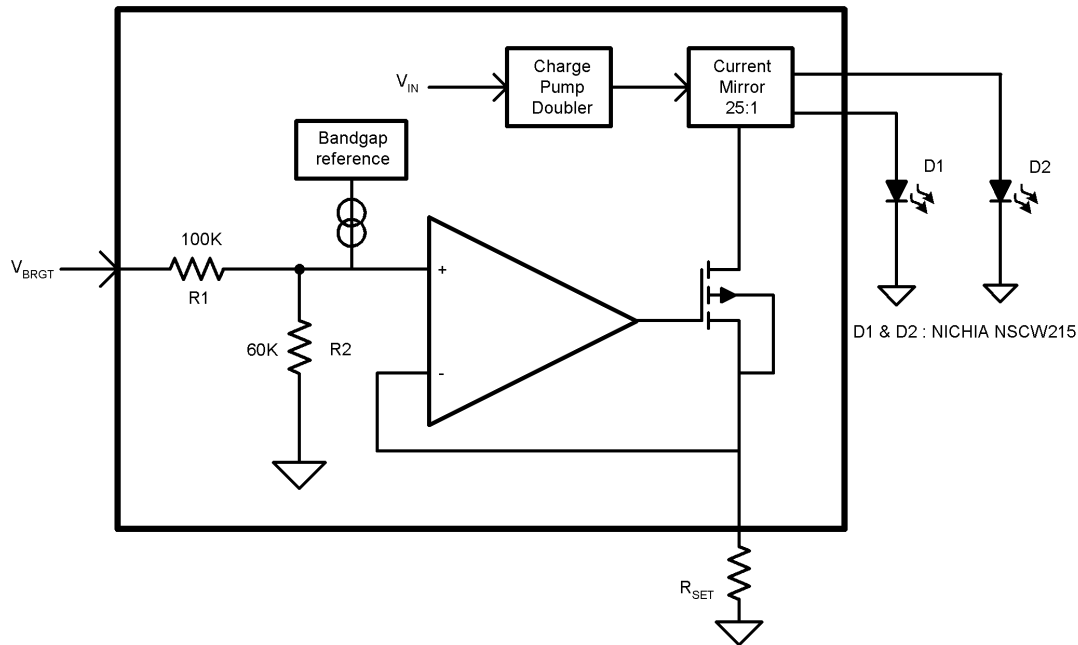 V_IN
Charge
Pump
Doubler
Current
Mirror
25:1
Bandgap
reference
D1
D2
100K
V_BRGT
+
R1
D1 & D2 : NICHIA NSCW215
60K
R2
-
R_SET